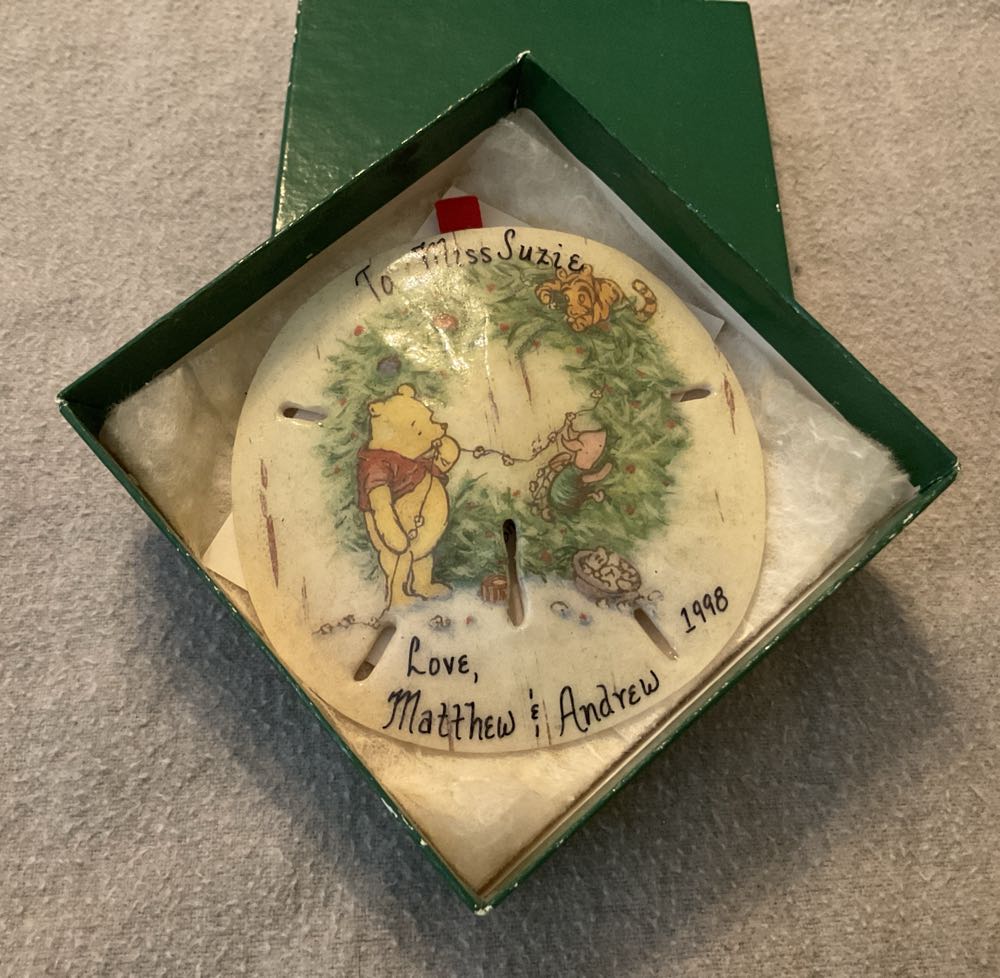 To Miss Suzie
1998
Love,
Matthew & Andrew